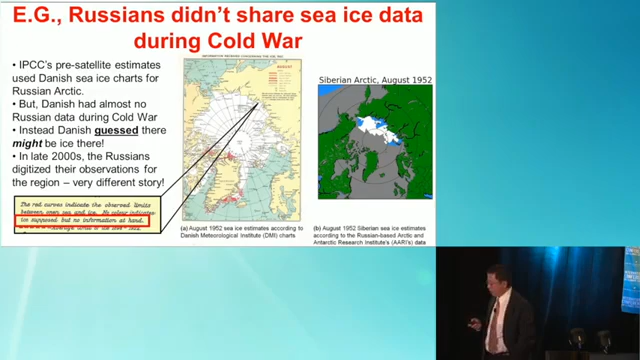 E.G., Russians didn't share sea ice data
during Cold War
• IPCC's pre-satellite estimates
used Danish sea ice charts for
Russian Arctic.
• But, Danish had almost no
Russian data during Cold War
• Instead Danish guessed there
might be ice there!
• In late 2000s, the Russians
digitized their observations for
the region – very different story!
The red curves indicate the observed limits
between open sea and ice. No colour indicates
ice supposed but no information at hand.
AUGUST
Siberian Arctic, August 1952
(a) August 1952 sea ice estimates according to
Danish Meteorological Institute (DMI) charts
(b) August 1952 Siberian sea ice estimates
according to the Russian-based Arctic and
Antarctic Research Institute's (AARI's) data